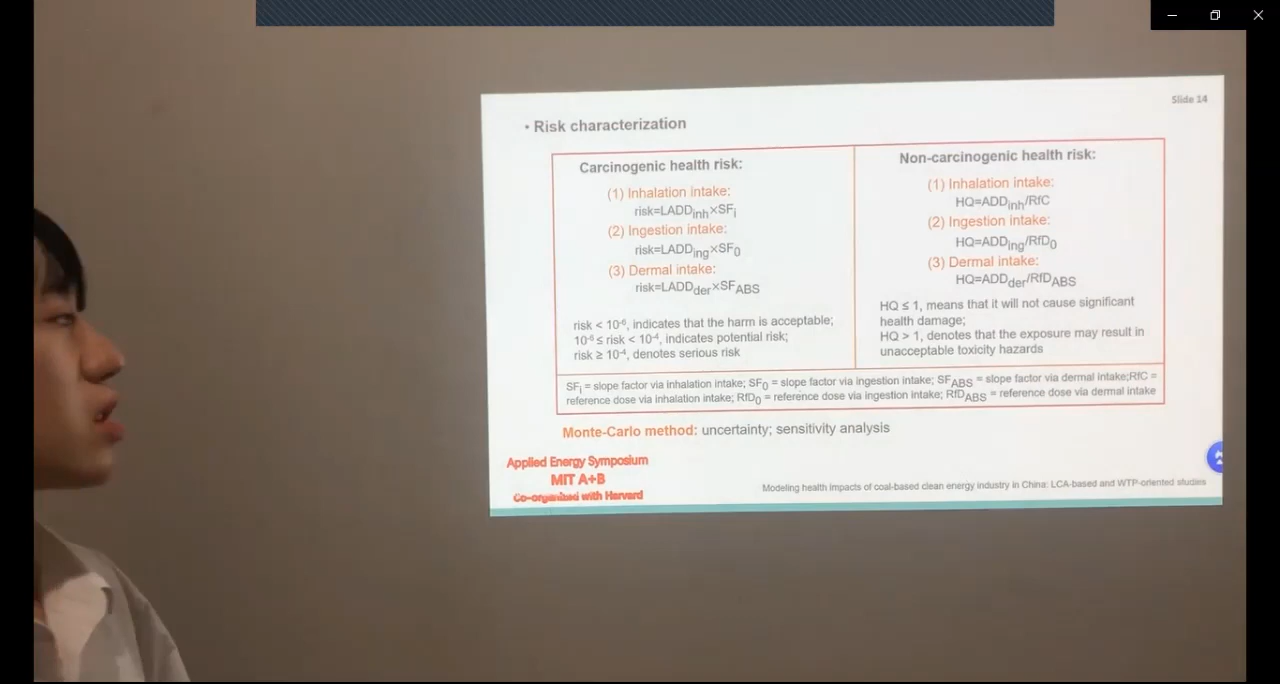 Slide 14
• Risk characterization
Carcinogenic health risk:
(1) Inhalation intake:
risk=LADDinh×SFi
(2) Ingestion intake:
risk=LADDing×SF0
(3) Dermal intake:
risk=LADDder×SFABS
risk < 10-6, indicates that the harm is acceptable;
10-6 ≤ risk < 10-4, indicates potential risk;
risk ≥ 10-4, denotes serious risk
Non-carcinogenic health risk:
(1) Inhalation intake:
HQ=ADDinh/RfC
(2) Ingestion intake:
HQ=ADDing/RfD0
(3) Dermal intake:
HQ=ADDder/RfDABS
HQ ≤ 1, means that it will not cause significant
health damage;
HQ > 1, denotes that the exposure may result in
unacceptable toxicity hazards
SFi = slope factor via inhalation intake; SF0 = slope factor via ingestion intake; SFABS = slope factor via dermal intake;RfC =
reference dose via inhalation intake; RfD0 = reference dose via ingestion intake; RfDABS = reference dose via dermal intake
Monte-Carlo method: uncertainty; sensitivity analysis
Applied Energy Symposium
MIT A+B
Co-organized with Harvard
Modeling health impacts of coal-based clean energy industry in China: LCA-based and WTP-oriented studies